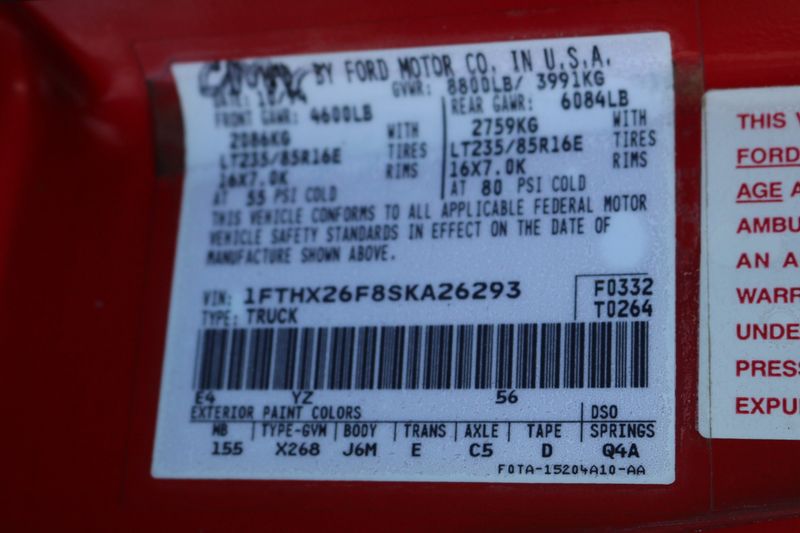 BY FORD MOTOR CO. IN U.S.A.
DATE: 12/94 GVWR: 8800LB/ 3991KG
FRONT GAWR: 4600LB REAR GAWR: 6084LB
2086KG WITH 2759KG WITH
LT235/85R16E TIRES LT235/85R16E TIRES
16X7.0K RIMS 16X7.0K RIMS
AT 55 PSI COLD AT 80 PSI COLD
THIS VEHICLE CONFORMS TO ALL APPLICABLE FEDERAL MOTOR
VEHICLE SAFETY STANDARDS IN EFFECT ON THE DATE OF
MANUFACTURE SHOWN ABOVE.
VIN: 1FTHX26F8SKA26293 F0332
TYPE: TRUCK T0264
E4 YZ 56
EXTERIOR PAINT COLORS DSO
WB TYPE-GVW BODY TRANS AXLE TAPE SPRINGS
155 X268 J6M E C5 D Q4A
F0TA-15204A10-AA
THIS V
FORD
AGE A
AMBU
AN A
WARR
UNDE
PRESS
EXPU